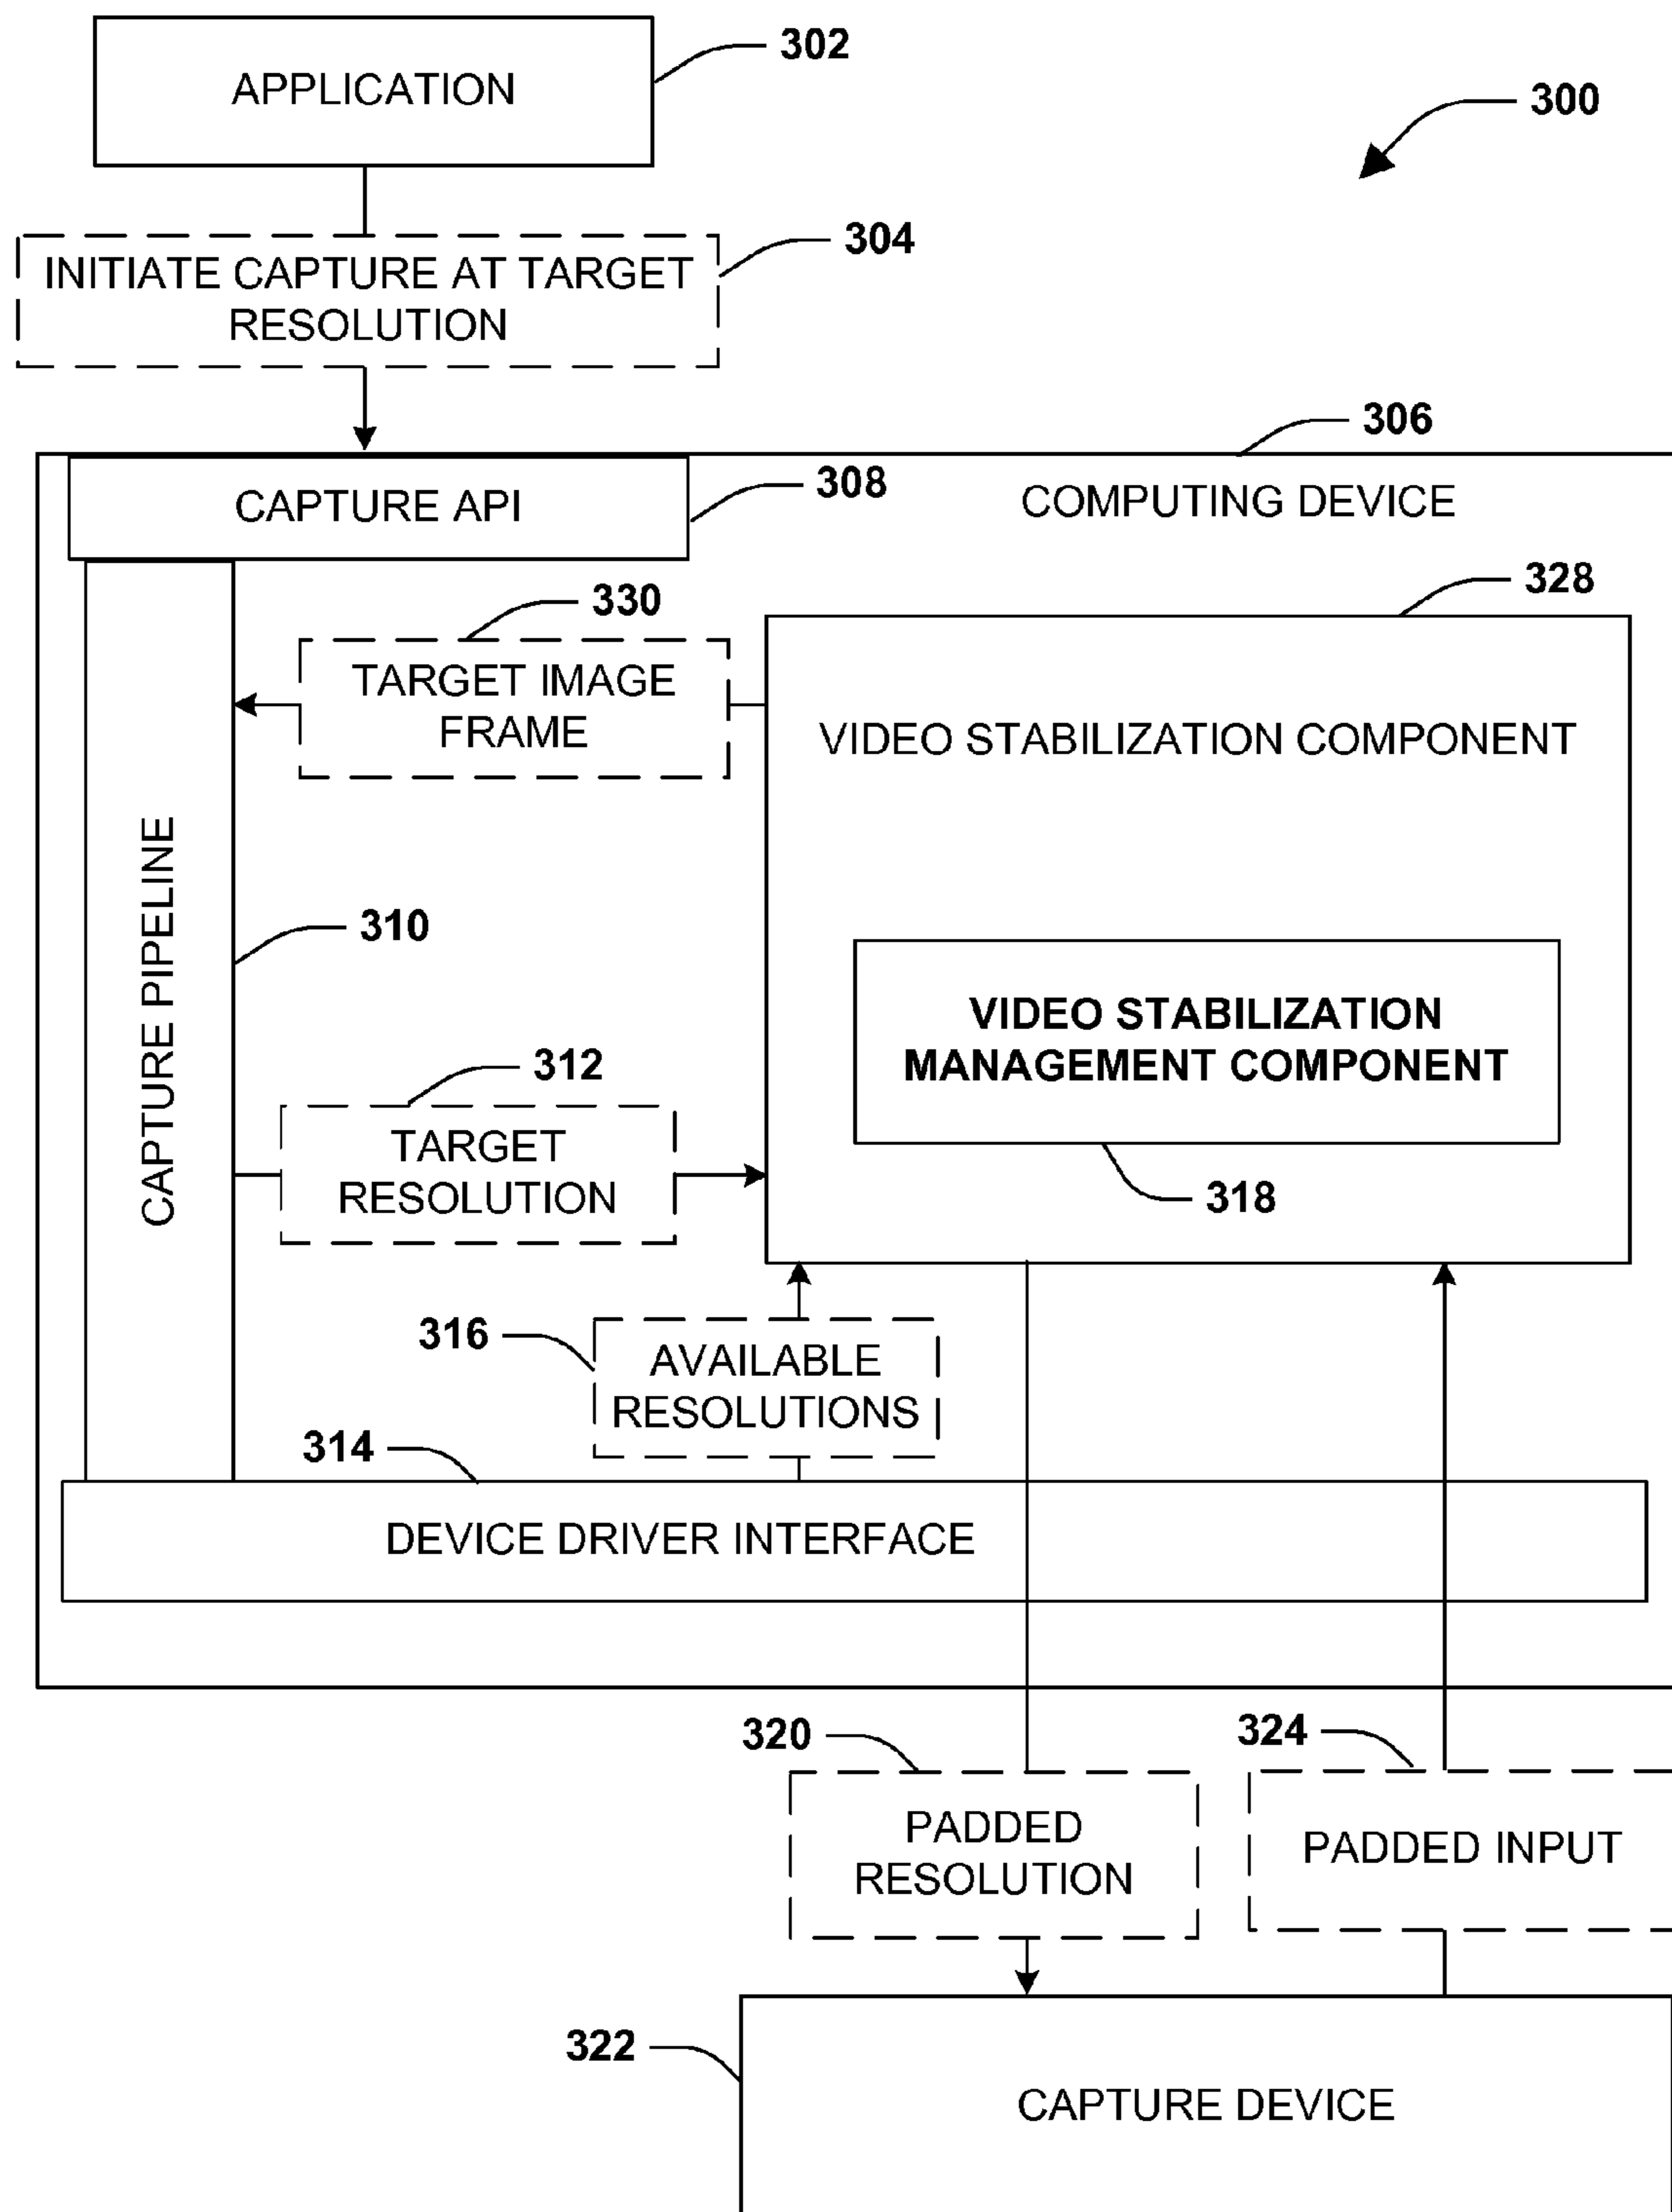 302
APPLICATION
300
304
INITIATE CAPTURE AT TARGET
RESOLUTION
306
308
CAPTURE API
COMPUTING DEVICE
328
330
TARGET IMAGE
FRAME
VIDEO STABILIZATION COMPONENT
CAPTURE PIPELINE
310
VIDEO STABILIZATION
MANAGEMENT COMPONENT
312
TARGET
RESOLUTION
318
316
AVAILABLE
RESOLUTIONS
314
DEVICE DRIVER INTERFACE
320
324
PADDED
RESOLUTION
PADDED INPUT
322
CAPTURE DEVICE